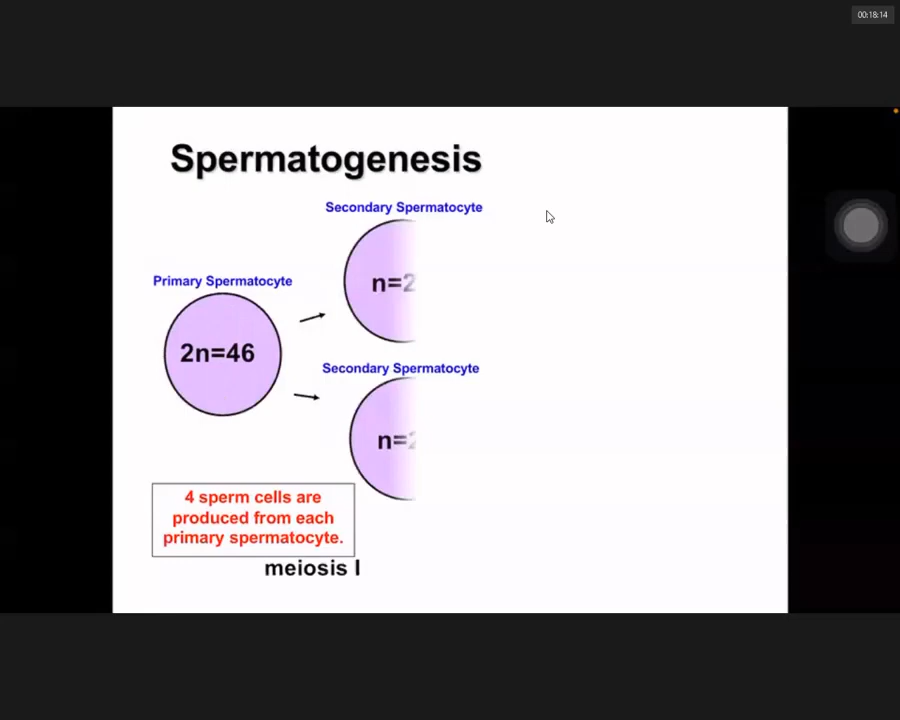 00:18:14
Spermatogenesis
Secondary Spermatocyte
n=2
Primary Spermatocyte
2n=46
Secondary Spermatocyte
n=
4 sperm cells are
produced from each
primary spermatocyte.
meiosis I